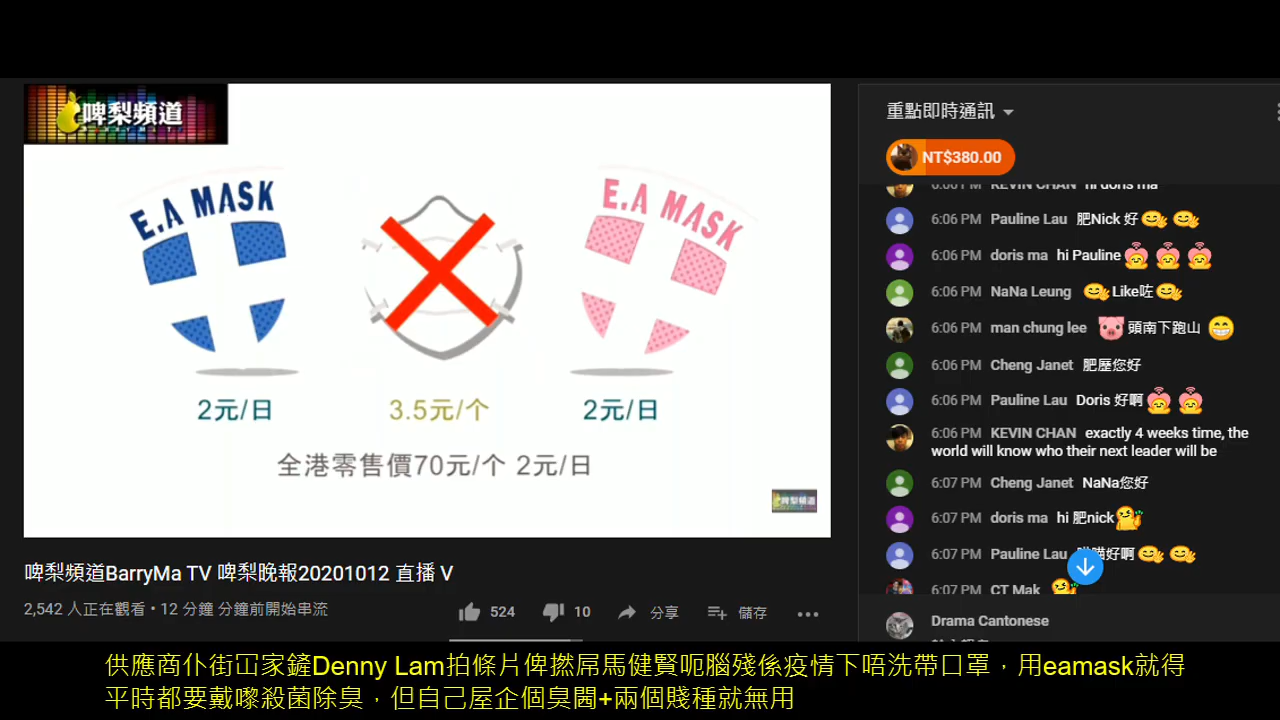 啤梨頻道
E.A MASK
E.A MASK
2元/日
3.5元/个
2元/日
全港零售價70元/个 2元/日
啤梨頻道
啤梨頻道BarryMa TV 啤梨晚報20201012 直播 V
2,542 人正在觀看 • 12 分鐘 分鐘前開始串流
524
10
分享
儲存
重點即時通訊
NT$380.00
KEVIN CHAN hi doris ma
6:06 PM Pauline Lau 肥Nick 好
6:06 PM doris ma hi Pauline
6:06 PM NaNa Leung Like咗
6:06 PM man chung lee 頭南下跑山
6:06 PM Cheng Janet 肥壓您好
6:06 PM Pauline Lau Doris 好啊
6:06 PM KEVIN CHAN exactly 4 weeks time, the
world will know who their next leader will be
6:07 PM Cheng Janet NaNa您好
6:07 PM doris ma hi 肥nick
6:07 PM Pauline Lau 喵好啊
6:07 PM CT Mak
Drama Cantonese
供應商仆街冚家鏟Denny Lam拍條片俾撚屌馬健賢呃腦殘係疫情下唔洗帶口罩，用eamask就得
平時都要戴嚟殺菌除臭，但自己屋企個臭閪+兩個賤種就無用